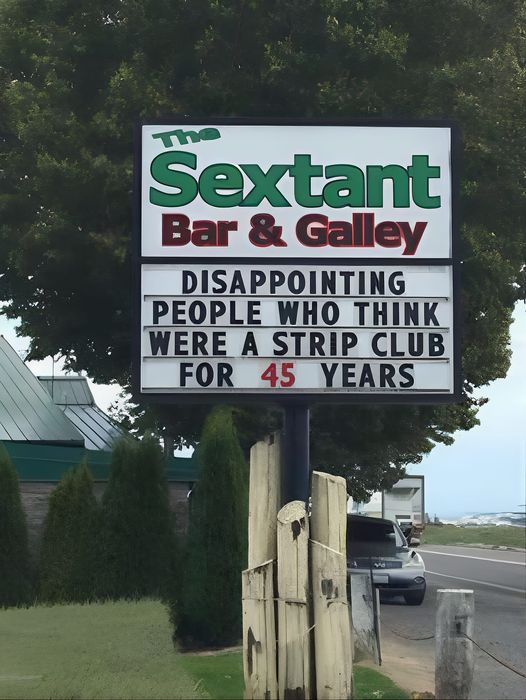 The
Sextant
Bar & Galley
DISAPPOINTING
PEOPLE WHO THINK
WERE A STRIP CLUB
FOR 45 YEARS